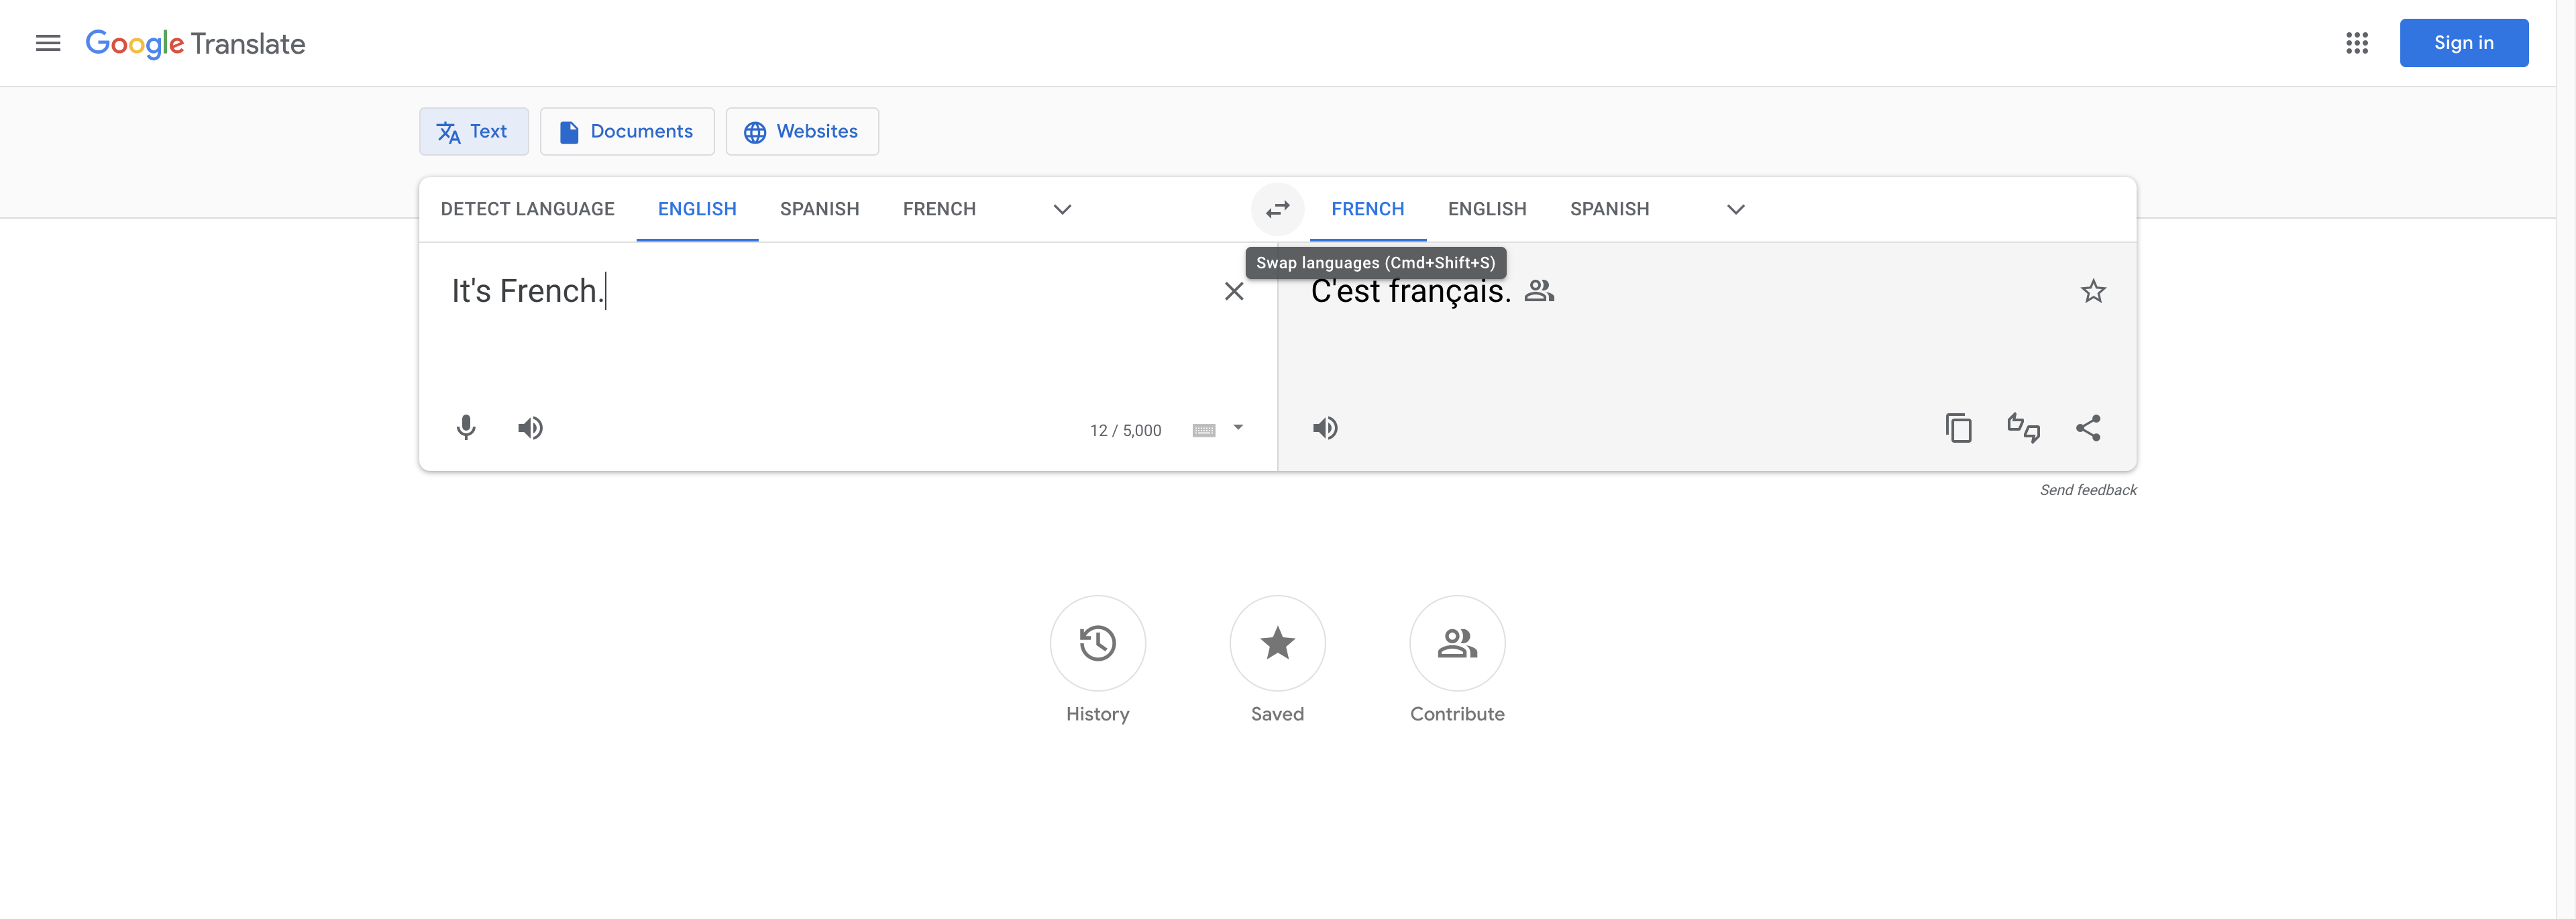 Google Translate
Sign in
Text
Documents
Websites
DETECT LANGUAGE
ENGLISH
SPANISH
FRENCH
FRENCH
ENGLISH
SPANISH
Swap languages (Cmd+Shift+S)
It's French.
C'est français.
12 / 5,000
Send feedback
History
Saved
Contribute